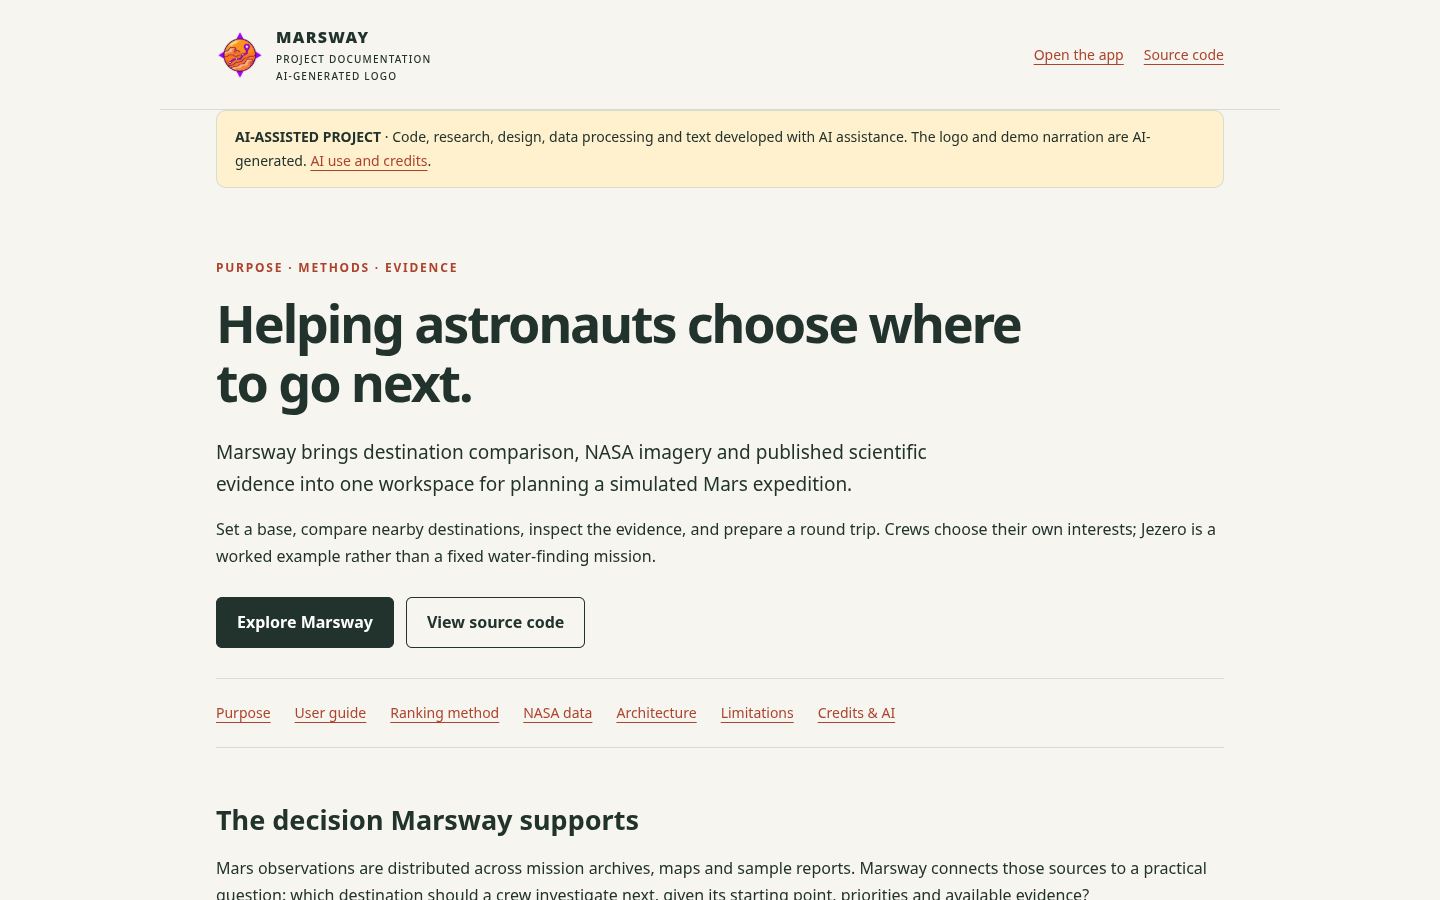 MARSWAY
PROJECT DOCUMENTATION
AI-GENERATED LOGO
Open the app
Source code
AI-ASSISTED PROJECT · Code, research, design, data processing and text developed with AI assistance. The logo and demo narration are AI-
generated. AI use and credits.
PURPOSE · METHODS · EVIDENCE
Helping astronauts choose where
to go next.
Marsway brings destination comparison, NASA imagery and published scientific
evidence into one workspace for planning a simulated Mars expedition.
Set a base, compare nearby destinations, inspect the evidence, and prepare a round trip. Crews choose their own interests; Jezero is a
worked example rather than a fixed water-finding mission.
Explore Marsway
View source code
Purpose
User guide
Ranking method
NASA data
Architecture
Limitations
Credits & AI
The decision Marsway supports
Mars observations are distributed across mission archives, maps and sample reports. Marsway connects those sources to a practical
question: which destination should a crew investigate next, given its starting point, priorities and available evidence?